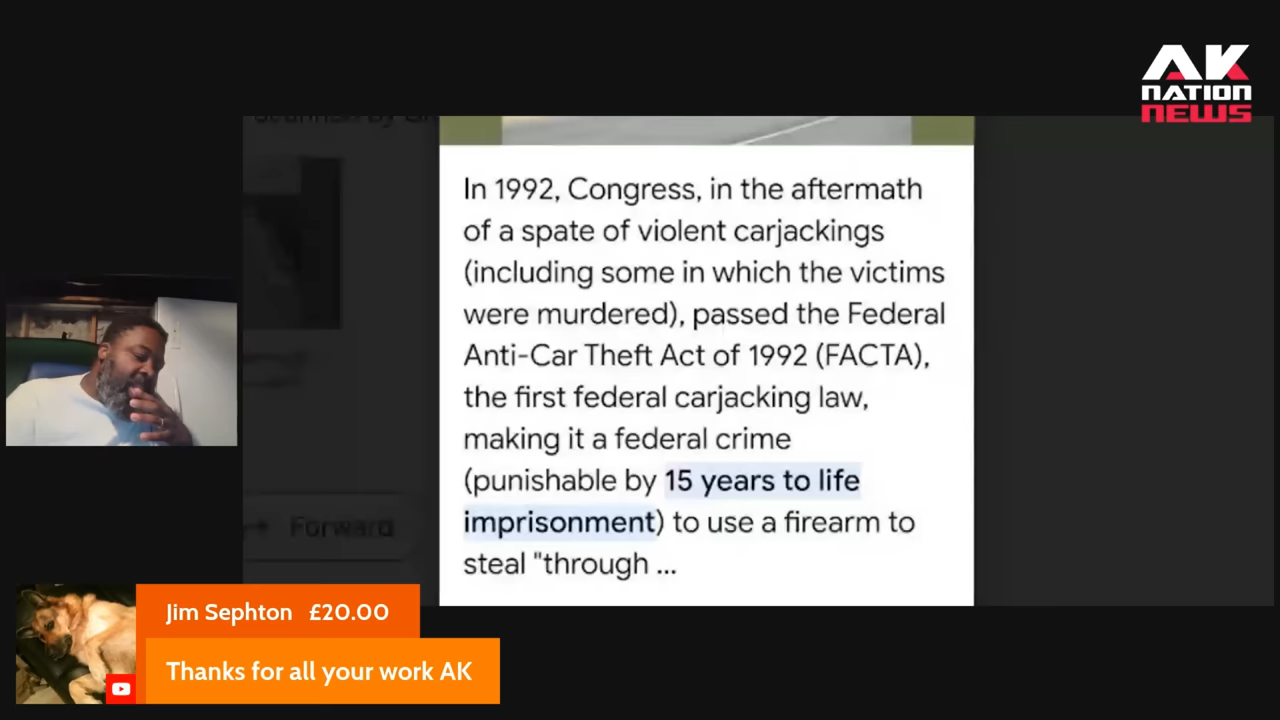 AK
NATION
NEWS
In 1992, Congress, in the aftermath
of a spate of violent carjackings
(including some in which the victims
were murdered), passed the Federal
Anti-Car Theft Act of 1992 (FACTA),
the first federal carjacking law,
making it a federal crime
(punishable by 15 years to life
imprisonment) to use a firearm to
steal "through ...
Forward
Jim Sephton £20.00
Thanks for all your work AK